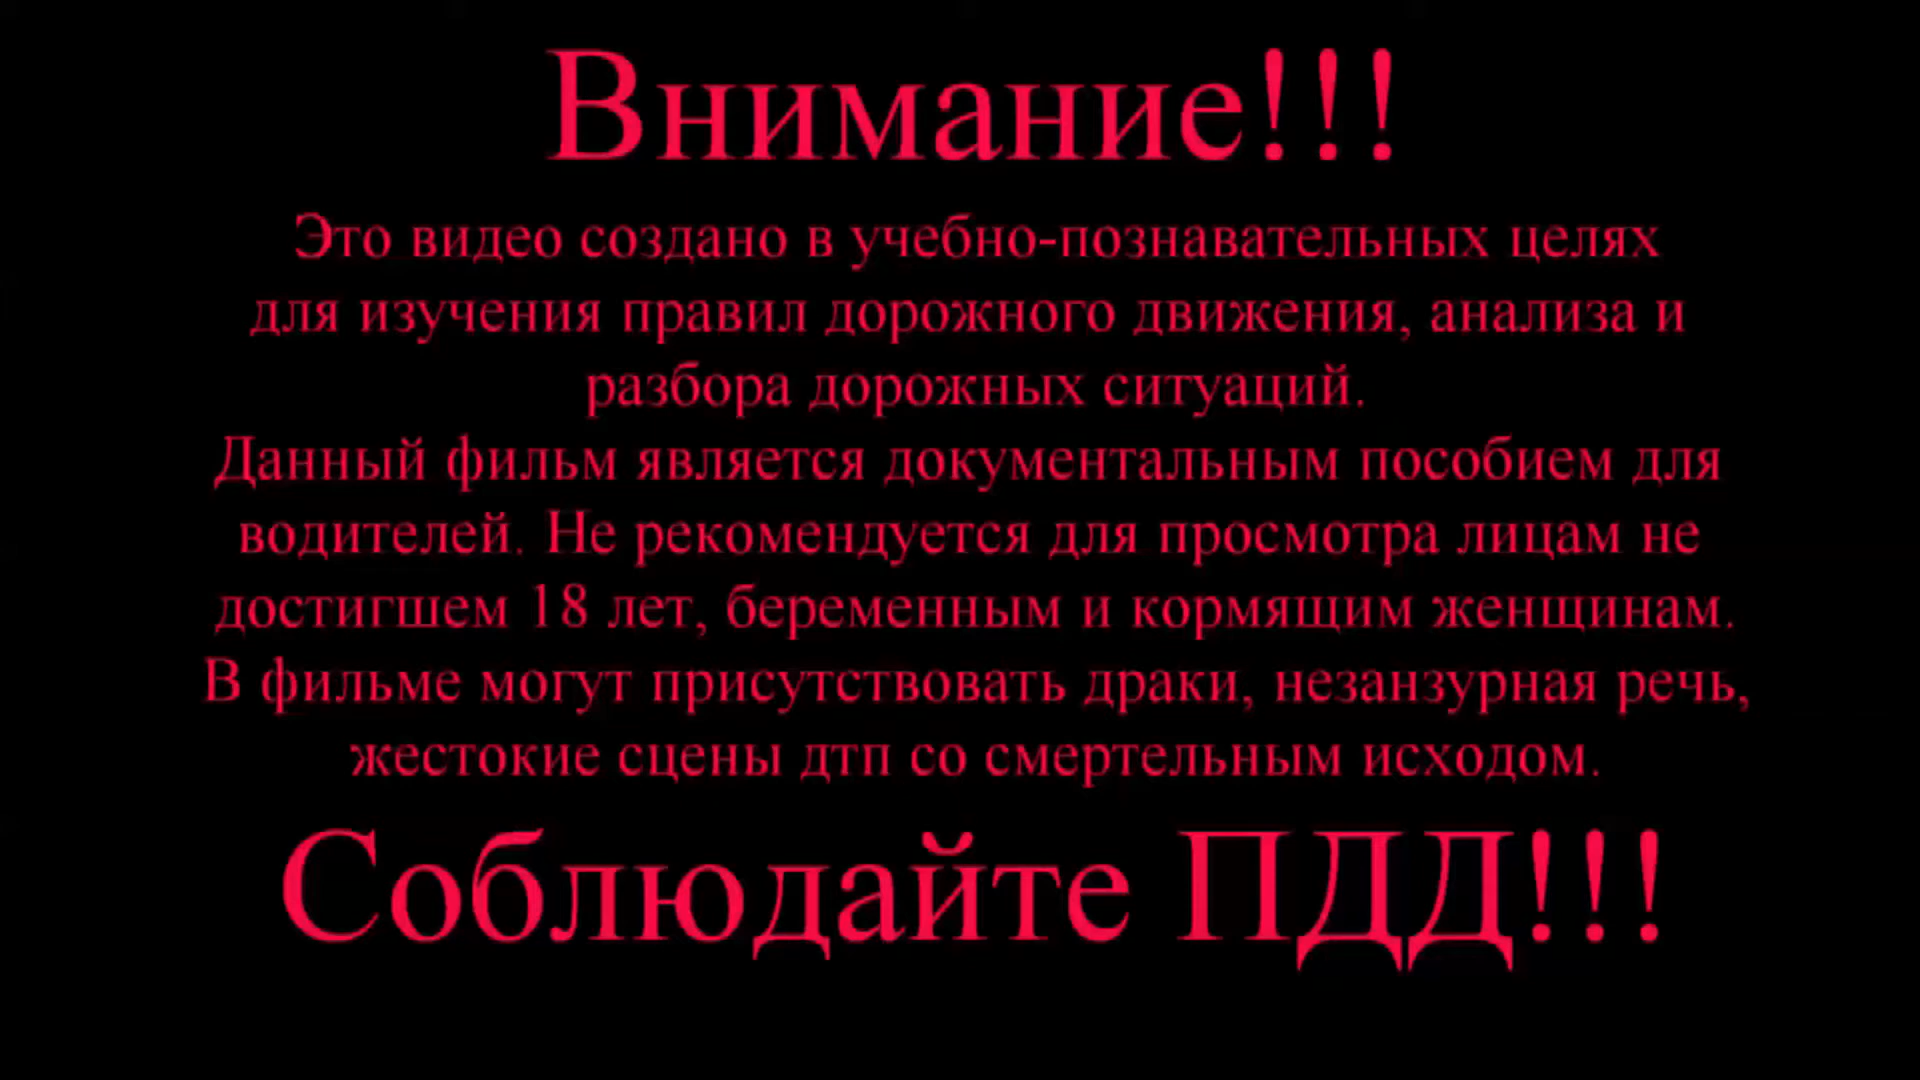 Внимание!!!
Это видео создано в учебно-познавательных целях
для изучения правил дорожного движения, анализа и
разбора дорожных ситуаций.
Данный фильм является документальным пособием для
водителей. Не рекомендуется для просмотра лицам не
достигшем 18 лет, беременным и кормящим женщинам.
В фильме могут присутствовать драки, незанзурная речь,
жестокие сцены дтп со смертельным исходом.
Соблюдайте ПДД!!!